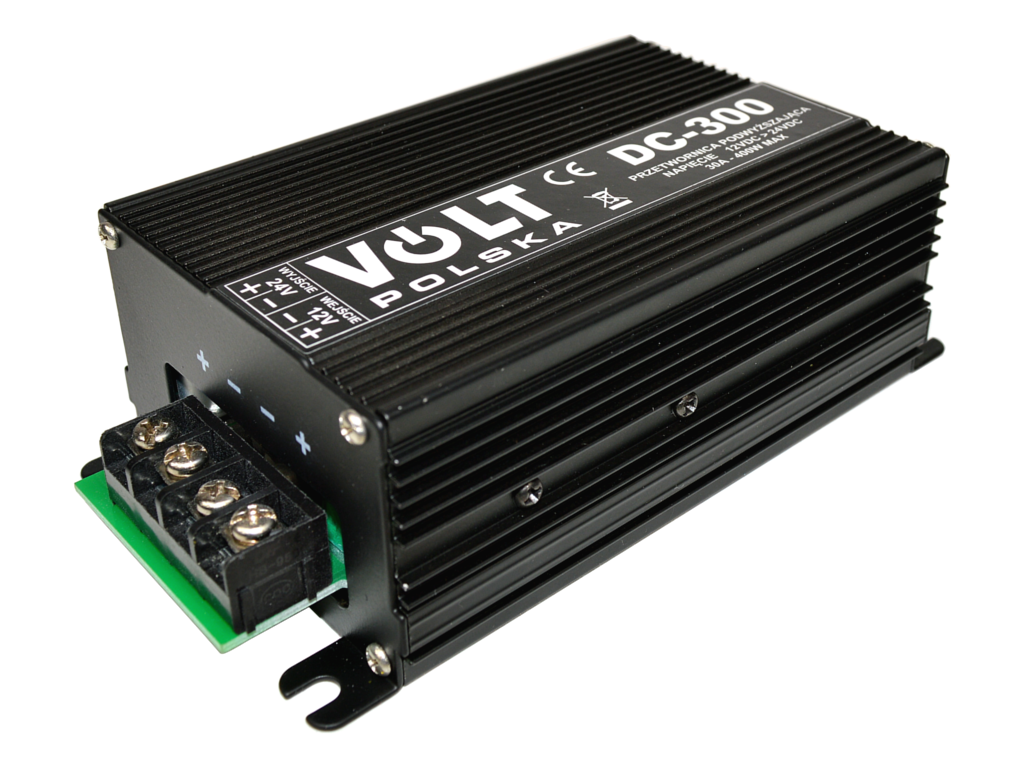 VOLT
POLSKA
CE
DC-300
PRZETWORNICA PODWYŻSZAJĄCA
NAPIĘCIE 12VDC > 24VDC
30A - 400W MAX
WYJŚCIE WEJŚCIE
24V 12V
+ − − +
+ − − +